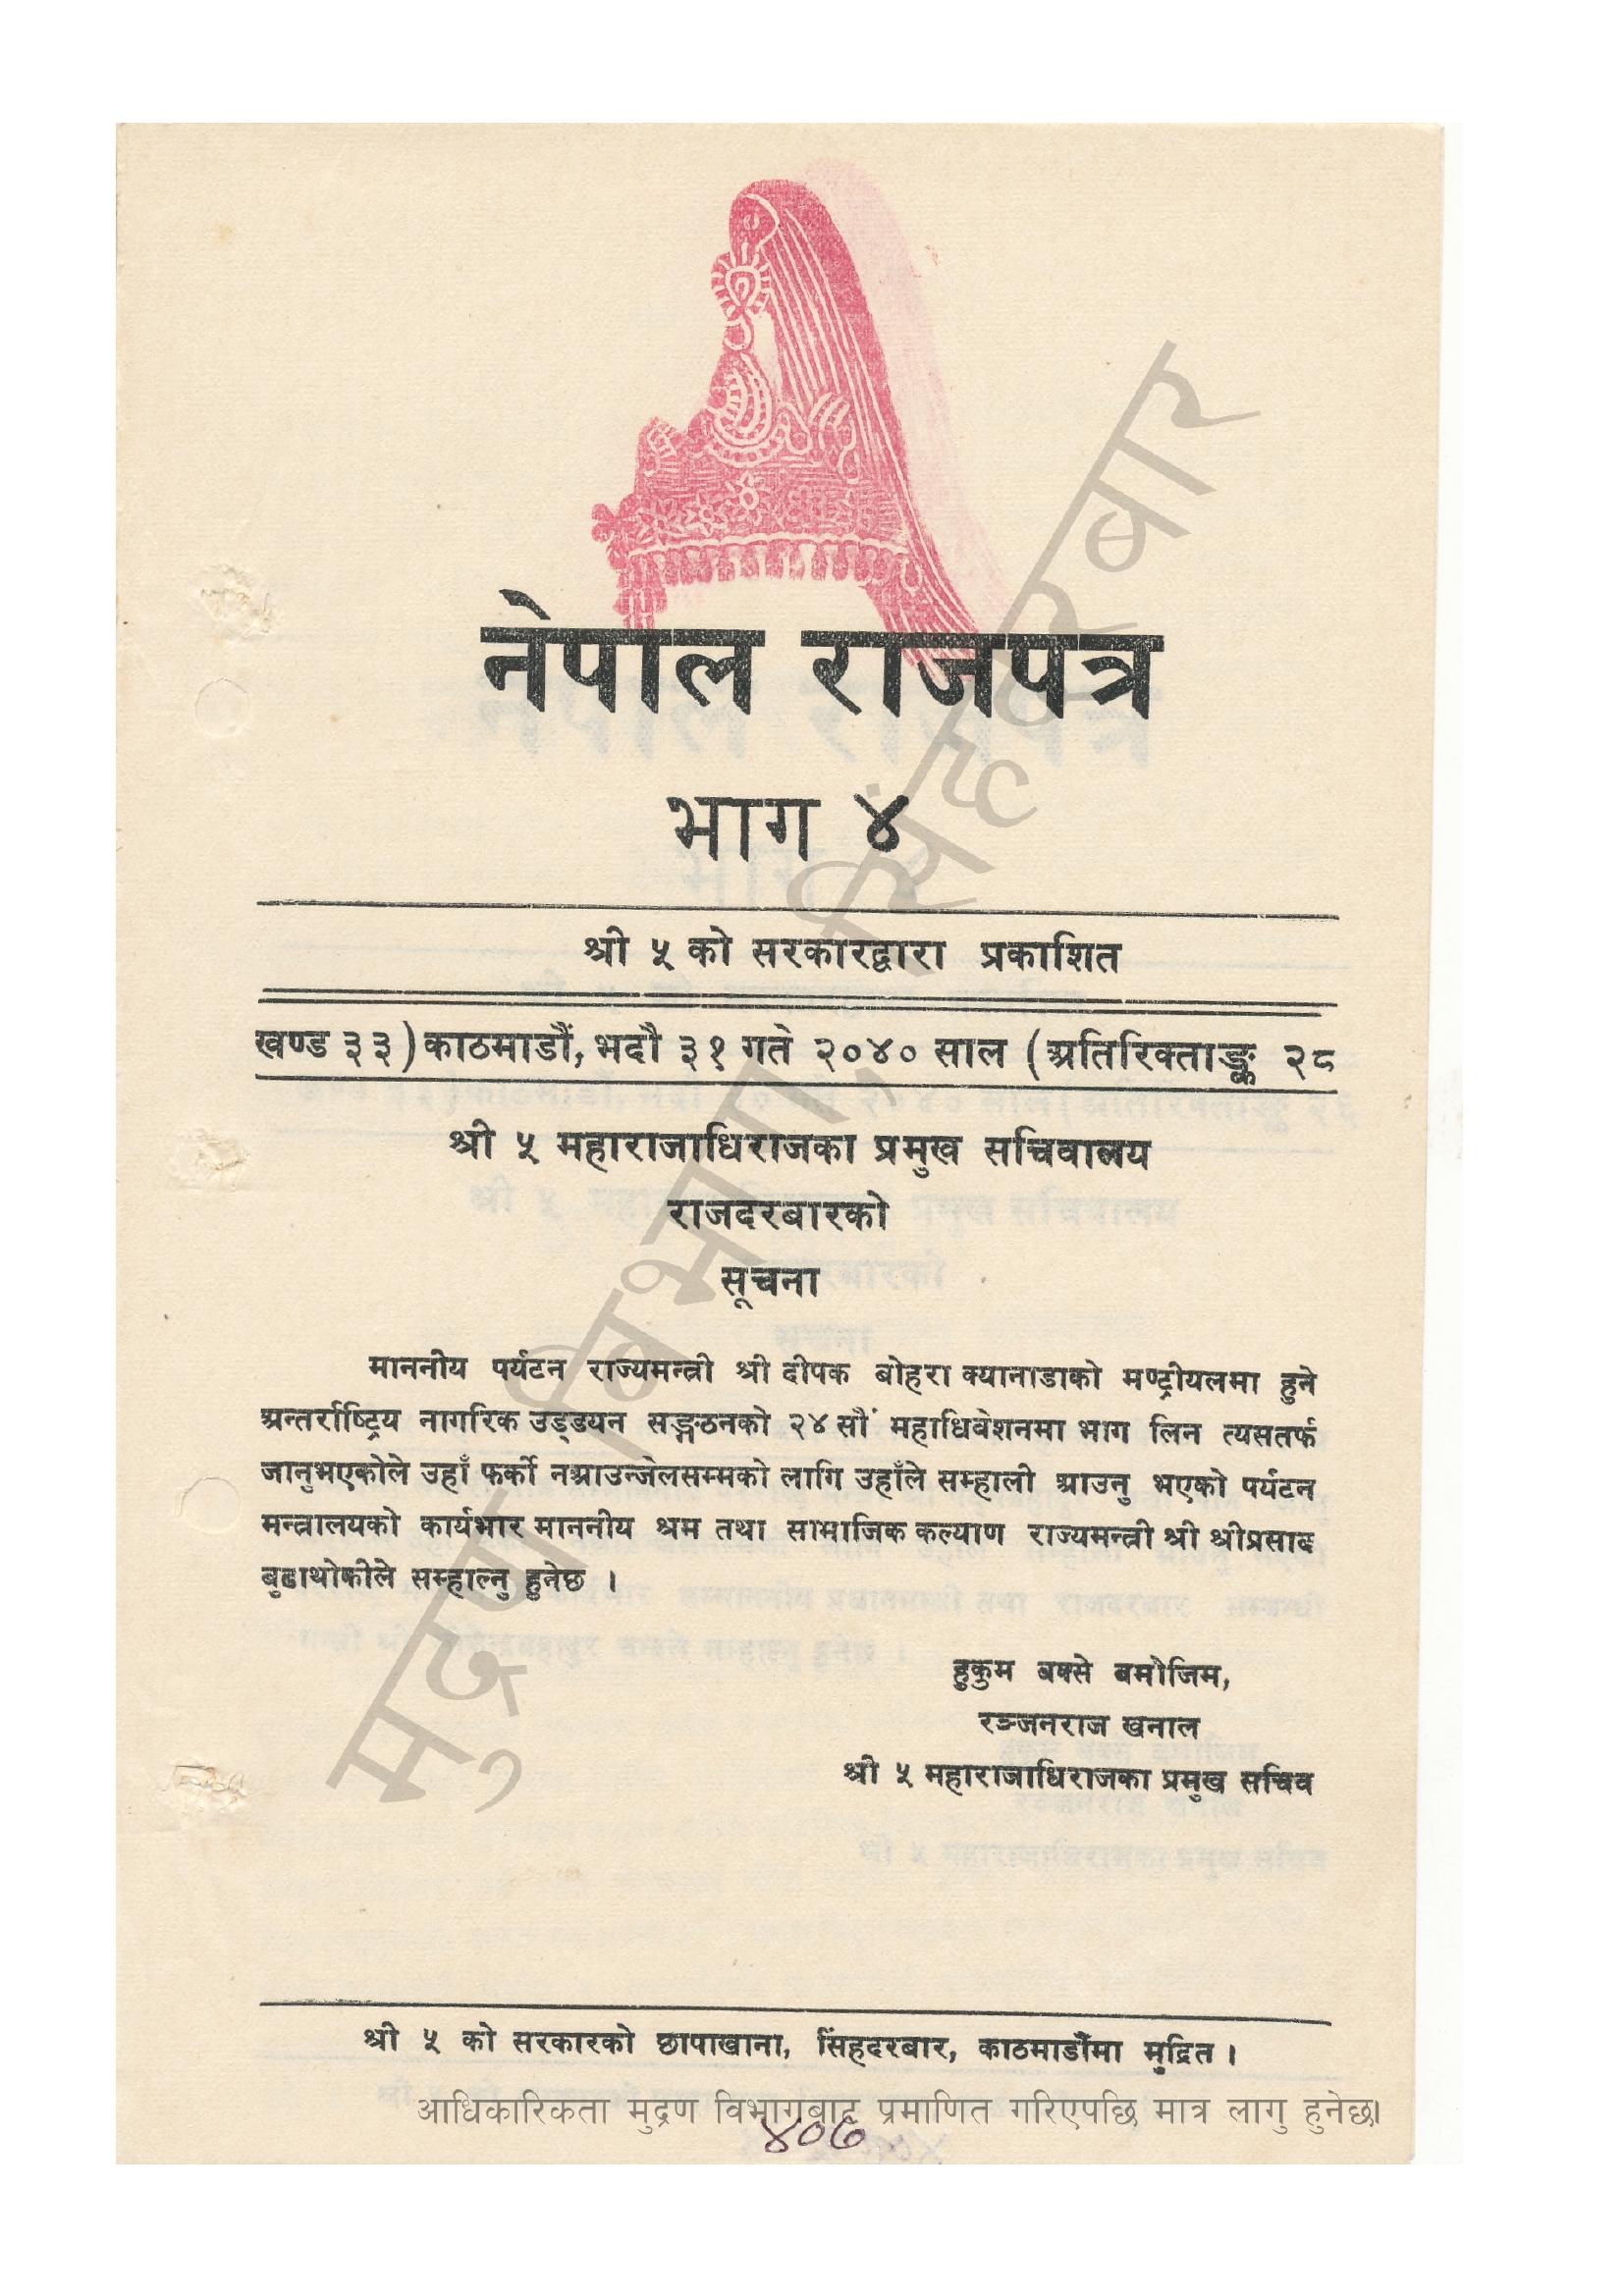 नेपाल राजपत्र
भाग ४
श्री ५ को सरकारद्वारा प्रकाशित
खण्ड ३३) काठमाडौं, भदौ ३१ गते २०४० साल (अतिरिक्ताङ्क २८
श्री ५ महाराजाधिराजका प्रमुख सचिवालय
राजदरबारको
सूचना
माननीय पर्यटन राज्यमन्त्री श्री दीपक बोहरा क्यानाडाको मण्ट्रीयलमा हुने
अन्तर्राष्ट्रिय नागरिक उड्डयन सङ्गठनको २४ सौं महाधिवेशनमा भाग लिन त्यसतर्फ
जानुभएकोले उहाँ फर्की नआउन्जेलसम्मको लागि उहाँले सम्हाली आउनु भएको पर्यटन
मन्त्रालयको कार्यभार माननीय श्रम तथा सामाजिक कल्याण राज्यमन्त्री श्री श्रीप्रसाद
बुढाथोकीले सम्हाल्नु हुनेछ ।
हुकुम बक्से बमोजिम,
रञ्जनराज खनाल
श्री ५ महाराजाधिराजका प्रमुख सचिव
श्री ५ को सरकारको छापाखाना, सिंहदरबार, काठमाडौंमा मुद्रित ।
आधिकारिकता मुद्रण विभागबाट प्रमाणित गरिएपछि मात्र लागु हुनेछ।
४०७
मुद्रण विभाग, सिंहदरबार